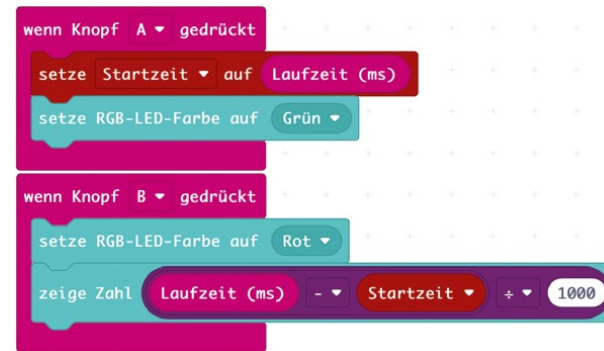 wenn Knopf A gedrückt
setze Startzeit auf Laufzeit (ms)
setze RGB-LED-Farbe auf Grün
wenn Knopf B gedrückt
setze RGB-LED-Farbe auf Rot
zeige Zahl Laufzeit (ms) - Startzeit ÷ 1000